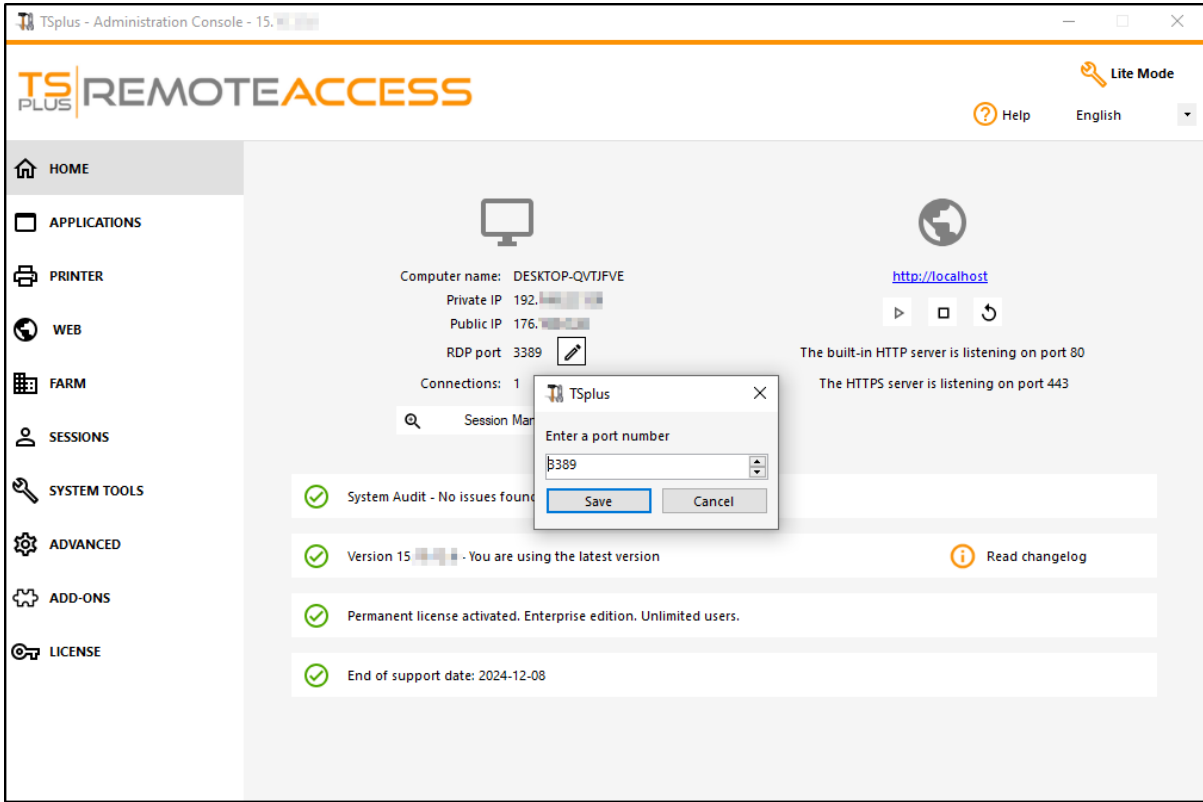 TSplus - Administration Console - 15.
TS PLUS REMOTEACCESS
Lite Mode
Help
English
HOME
APPLICATIONS
PRINTER
WEB
FARM
SESSIONS
SYSTEM TOOLS
ADVANCED
ADD-ONS
LICENSE
Computer name: DESKTOP-QVTJFVE
Private IP 192.
Public IP 176.
RDP port 3389
Connections: 1
Session Man
http://localhost
The built-in HTTP server is listening on port 80
The HTTPS server is listening on port 443
TSplus
Enter a port number
3389
Save Cancel
System Audit - No issues found
Version 15 - You are using the latest version
Read changelog
Permanent license activated. Enterprise edition. Unlimited users.
End of support date: 2024-12-08